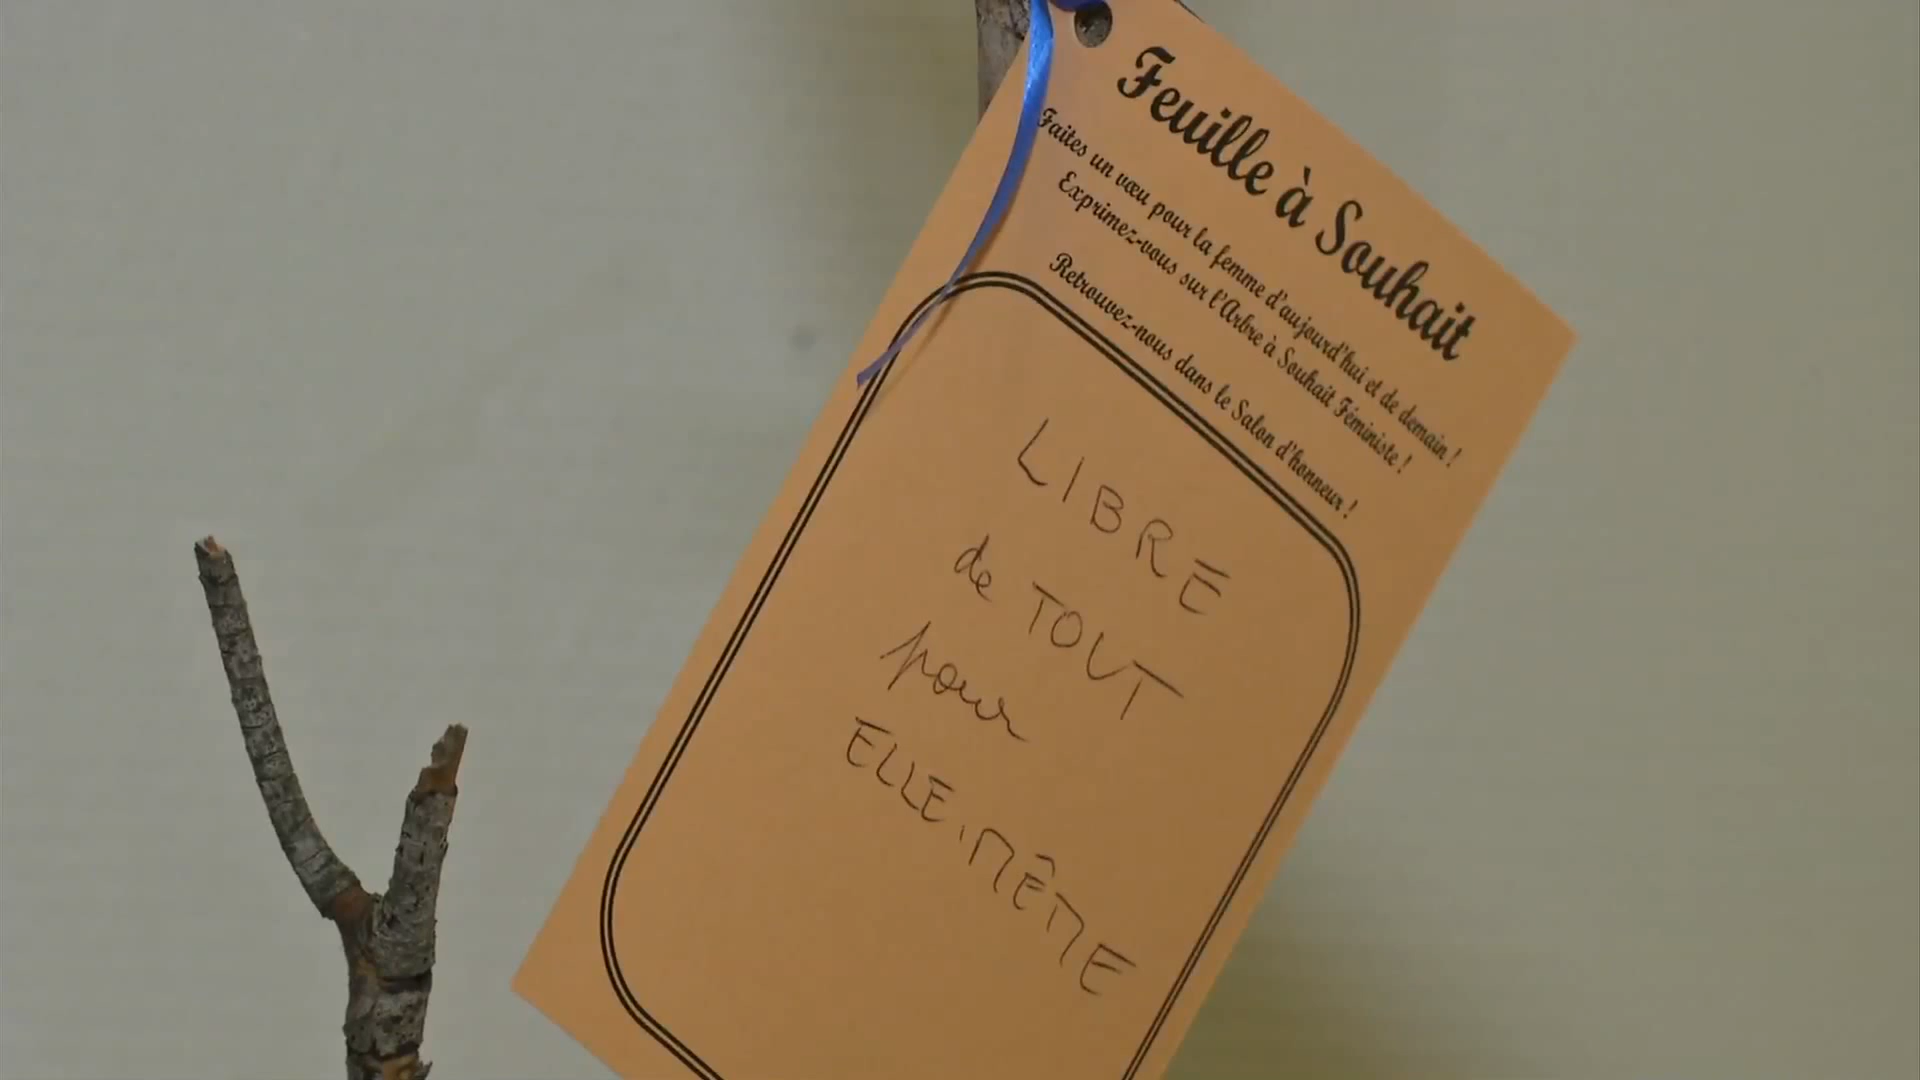 Feuille à Souhait
Faites un vœu pour la femme d'aujourd'hui et de demain !
Exprimez-vous sur l'Arbre à Souhait Féministe !
Retrouvez-nous dans le Salon d'honneur !
LIBRE
de TOUT
pour
ELLE-MÊME